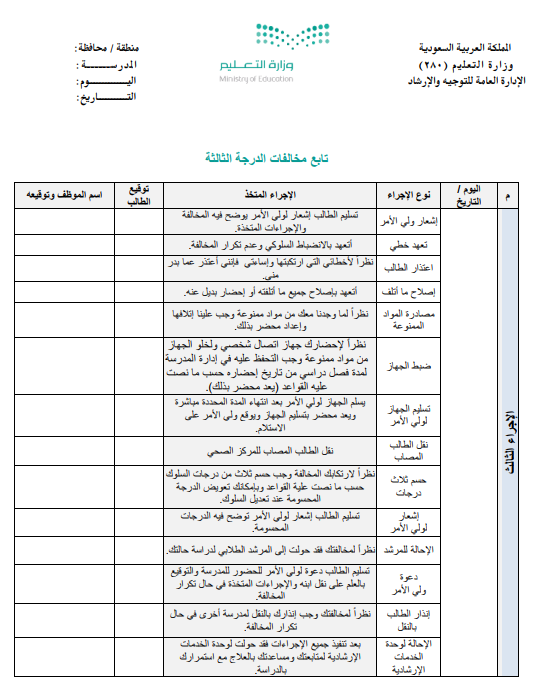 المملكة العربية السعودية
وزارة التعليم (٢٨٠)
الإدارة العامة للتوجيه والإرشاد
وزارة التعليم
Ministry of Education
منطقة / محافظة:
المدرســــــة:
اليـــــــــوم:
التــــــاريخ:
تابع مخالفات الدرجة الثالثة
م
اليوم /
التاريخ
نوع الإجراء
الإجراء المتخذ
توقيع
الطالب
اسم الموظف وتوقيعه
الإجراء الثالث
إشعار ولي الأمر
تسليم الطالب إشعار لولي الأمر يوضح فيه المخالفة
والإجراءات المتخذة.
تعهد خطي
أتعهد بالانضباط السلوكي وعدم تكرار المخالفة.
اعتذار الطالب
نظراً لأخطائي التي ارتكبتها وإساءتي فإنني أعتذر عما بدر
مني.
إصلاح ما أتلف
أتعهد بإصلاح جميع ما أتلفته أو إحضار بديل عنه.
مصادرة المواد
الممنوعة
نظراً لما وجدنا معك من مواد ممنوعة وجب علينا إتلافها
وإعداد محضر بذلك.
ضبط الجهاز
نظراً لإحضارك جهاز اتصال شخصي ولخلو الجهاز
من مواد ممنوعة وجب التحفظ عليه في إدارة المدرسة
لمدة فصل دراسي من تاريخ إحضاره حسب ما نصت
عليه القواعد (يعد محضر بذلك).
تسليم الجهاز
لولي الأمر
يسلم الجهاز لولي الأمر بعد انتهاء المدة المحددة مباشرة
ويعد محضر بتسليم الجهاز ويوقع ولي الأمر على
الاستلام.
نقل الطالب
المصاب
نقل الطالب المصاب للمركز الصحي
حسم ثلاث
درجات
نظراً لارتكابك المخالفة وجب حسم ثلاث من درجات السلوك
حسب ما نصت علية القواعد وبإمكانك تعويض الدرجة
المحسومة عند تعديل السلوك.
إشعار
لولي الأمر
تسليم الطالب إشعار لولي الأمر توضح فيه الدرجات
المحسومة.
الإحالة للمرشد
نظراً لمخالفتك فقد حولت إلى المرشد الطلابي لدراسة حالتك.
دعوة
ولي الأمر
تسليم الطالب دعوة لولي الأمر للحضور للمدرسة والتوقيع
بالعلم على نقل ابنه والإجراءات المتخذة في حال تكرار
المخالفة.
إنذار الطالب
بالنقل
نظراً لمخالفتك وجب إنذارك بالنقل لمدرسة أخرى في حال
تكرار المخالفة.
الإحالة لوحدة
الخدمات
الإرشادية
بعد تنفيذ جميع الإجراءات فقد حولت لوحدة الخدمات
الإرشادية لمتابعتك ومساعدتك بالعلاج مع استمرارك
بالدراسة.